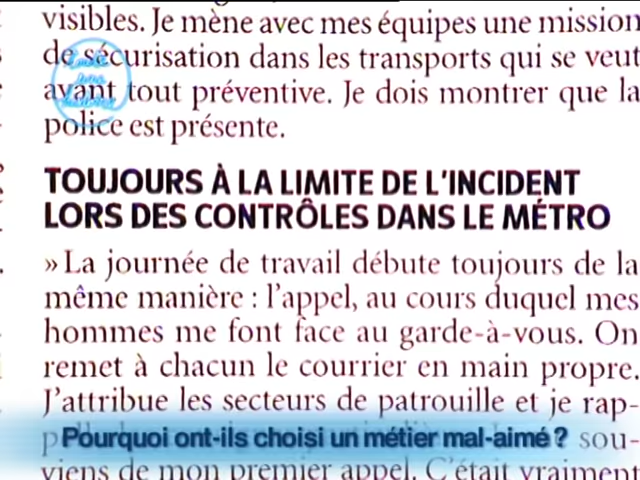 visibles. Je mène avec mes équipes une mission
de sécurisation dans les transports qui se veut
avant tout préventive. Je dois montrer que la
police est présente.
TOUJOURS À LA LIMITE DE L'INCIDENT
LORS DES CONTRÔLES DANS LE MÉTRO
» La journée de travail débute toujours de la
même manière : l'appel, au cours duquel mes
hommes me font face au garde-à-vous. On
remet à chacun le courrier en main propre.
J'attribue les secteurs de patrouille et je rap-
sou-
Pourquoi ont-ils choisi un métier mal-aimé ?
viens de mon premier appel. C'était vraiment